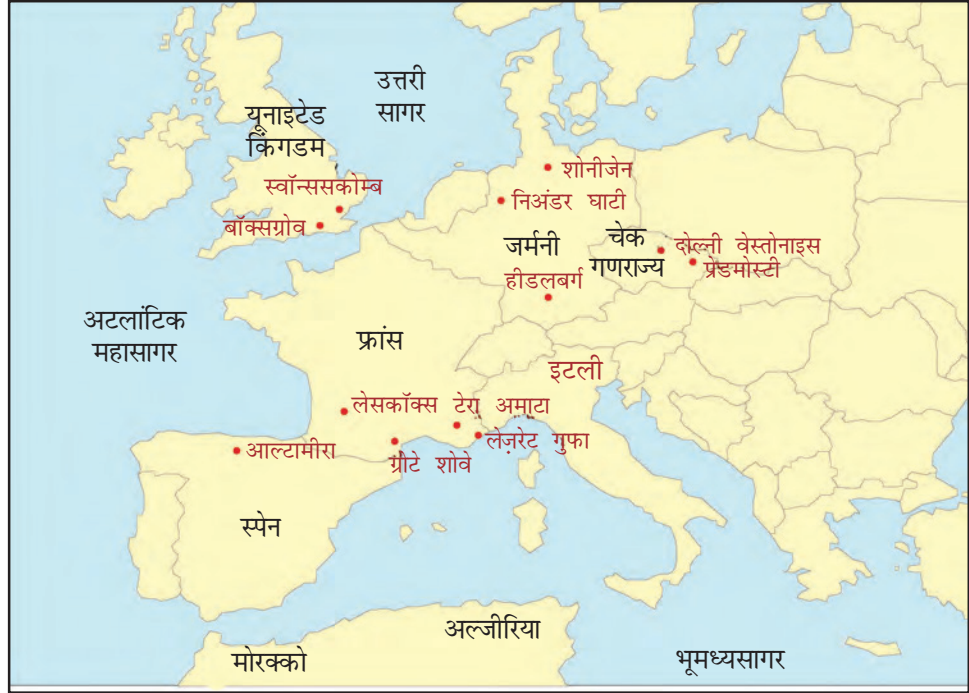 उत्तरी
सागर
यूनाइटेड
किंगडम
स्वॉन्ससकोम्ब
बॉक्सग्रोव
शोनीजेन
निअंडर घाटी
जर्मनी
चेक
गणराज्य
दोल्नी वेस्तोनाइस
प्रेडमोस्टी
हीडलबर्ग
अटलांटिक
महासागर
फ्रांस
इटली
लेसकॉक्स
टेरा अमाटा
लेज़रेट गुफा
ग्रौटे शोवे
आल्टामीरा
स्पेन
अल्जीरिया
मोरक्को
भूमध्यसागर